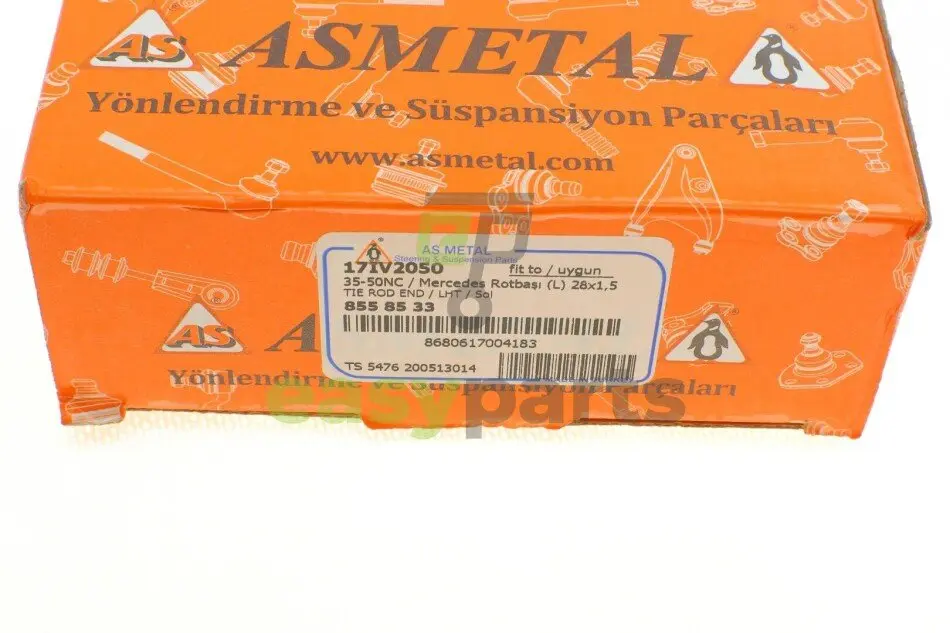 AS ASMETAL
Yönlendirme ve Süspansiyon Parçaları
www.asmetal.com
AS METAL
Steering & Suspension Parts
17IV2050 fit to / uygun
35-50NC / Mercedes Rotbaşı (L) 28x1,5
TIE ROD END / LHT / Sol
855 85 33
8680617004183
TS 5476 200513014
AS ASMETAL
Yönlendirme ve Süspansiyon Parçaları
easyparts